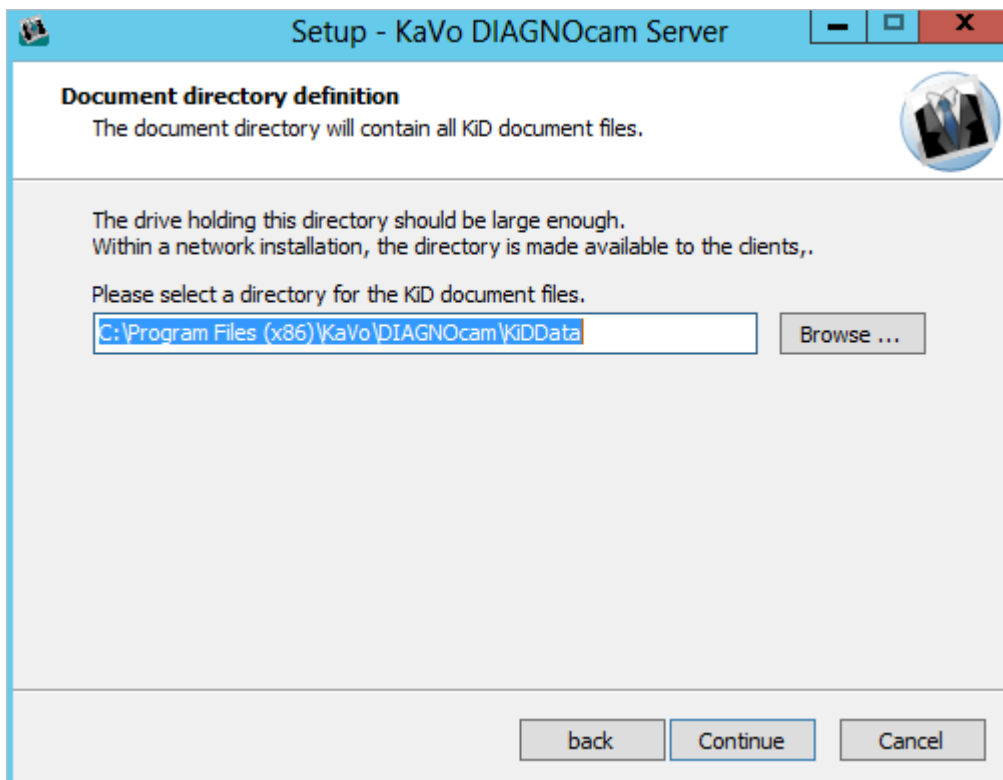 Setup - KaVo DIAGNOcam Server
X
Document directory definition
The document directory will contain all KiD document files.
The drive holding this directory should be large enough.
Within a network installation, the directory is made available to the clients,.
Please select a directory for the KiD document files.
C:\Program Files (x86)\KaVo\DIAGNOcam\KiDData
Browse ...
back
Continue
Cancel